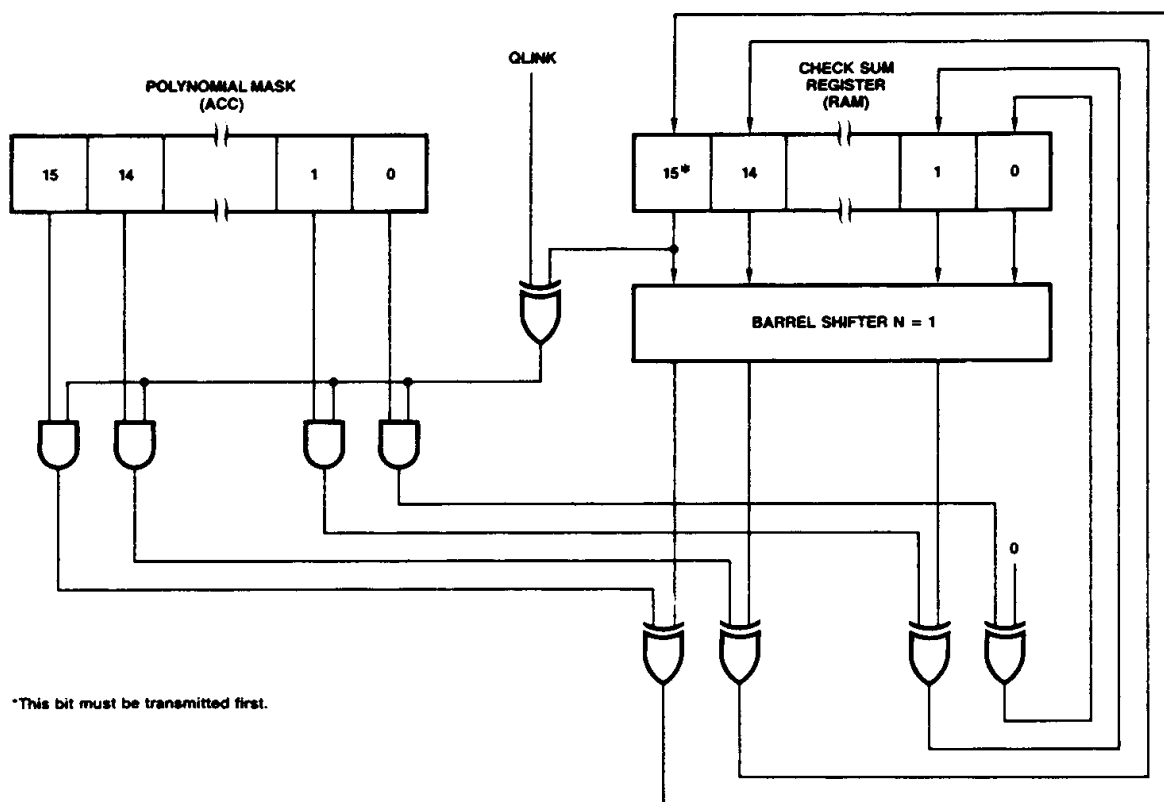 QLINK
POLYNOMIAL MASK
(ACC)
CHECK SUM
REGISTER
(RAM)
15 14 1 0
15* 14 1 0
BARREL SHIFTER N = 1
0
*This bit must be transmitted first.